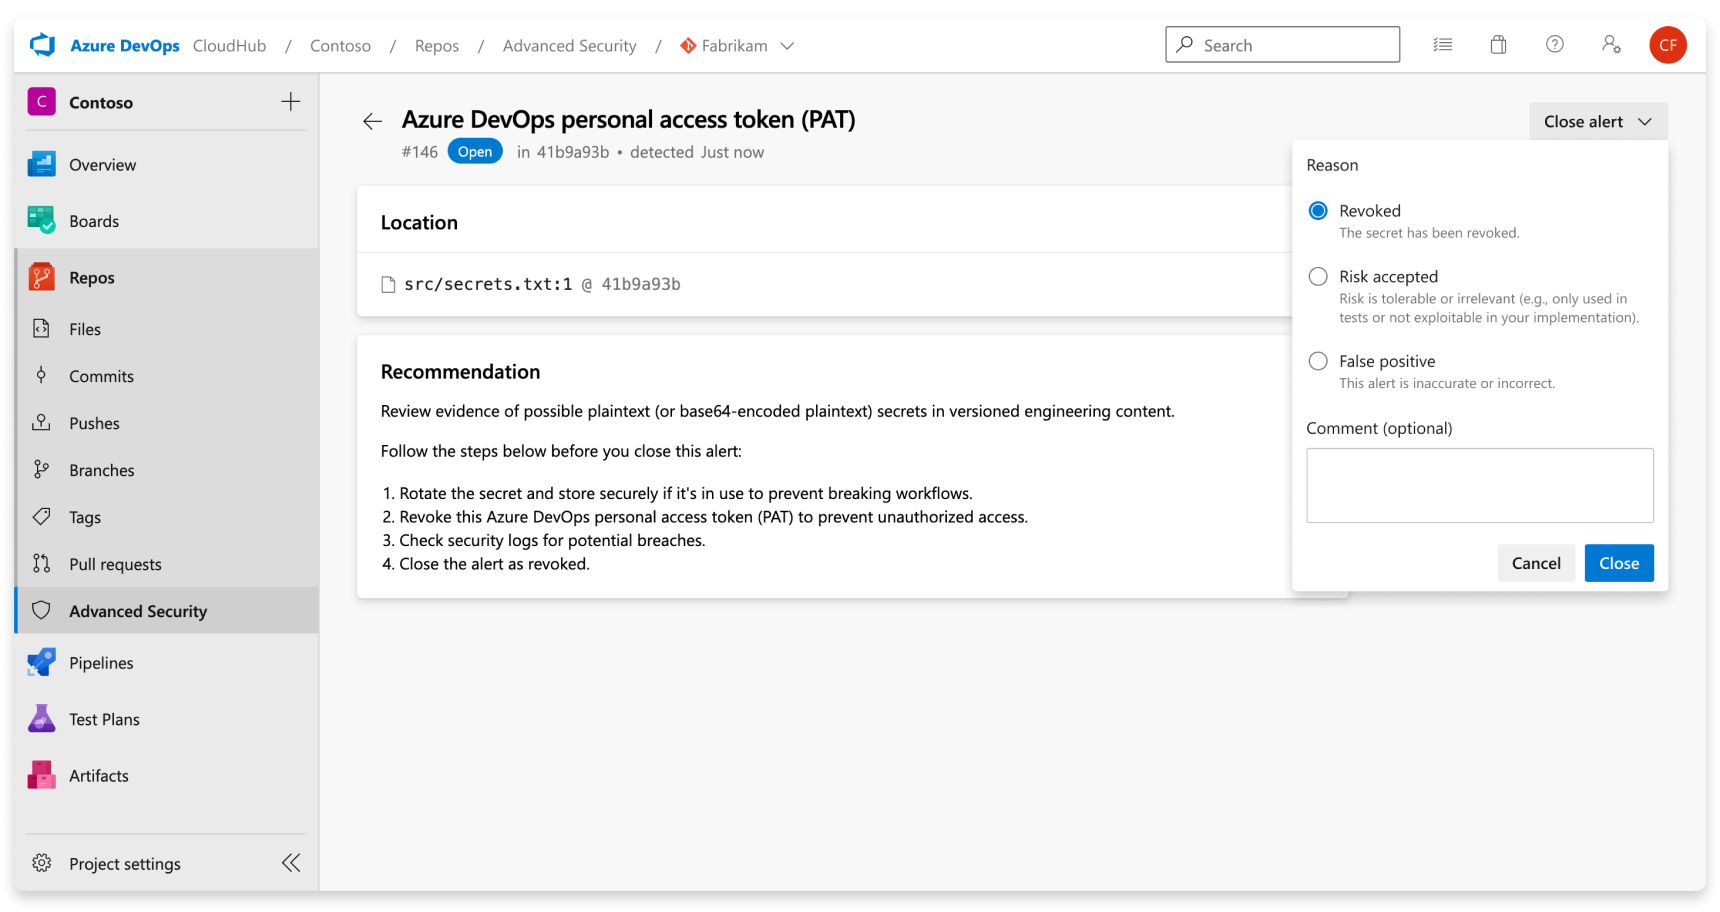 Azure DevOps CloudHub / Contoso / Repos / Advanced Security / Fabrikam
Search
CF
C Contoso
Overview
Boards
Repos
Files
Commits
Pushes
Branches
Tags
Pull requests
Advanced Security
Pipelines
Test Plans
Artifacts
Project settings
Azure DevOps personal access token (PAT)
#146 Open in 41b9a93b • detected Just now
Location
src/secrets.txt:1 @ 41b9a93b
Recommendation
Review evidence of possible plaintext (or base64-encoded plaintext) secrets in versioned engineering content.
Follow the steps below before you close this alert:
1. Rotate the secret and store securely if it's in use to prevent breaking workflows.
2. Revoke this Azure DevOps personal access token (PAT) to prevent unauthorized access.
3. Check security logs for potential breaches.
4. Close the alert as revoked.
Close alert
Reason
Revoked
The secret has been revoked.
Risk accepted
Risk is tolerable or irrelevant (e.g., only used in
tests or not exploitable in your implementation).
False positive
This alert is inaccurate or incorrect.
Comment (optional)
Cancel
Close